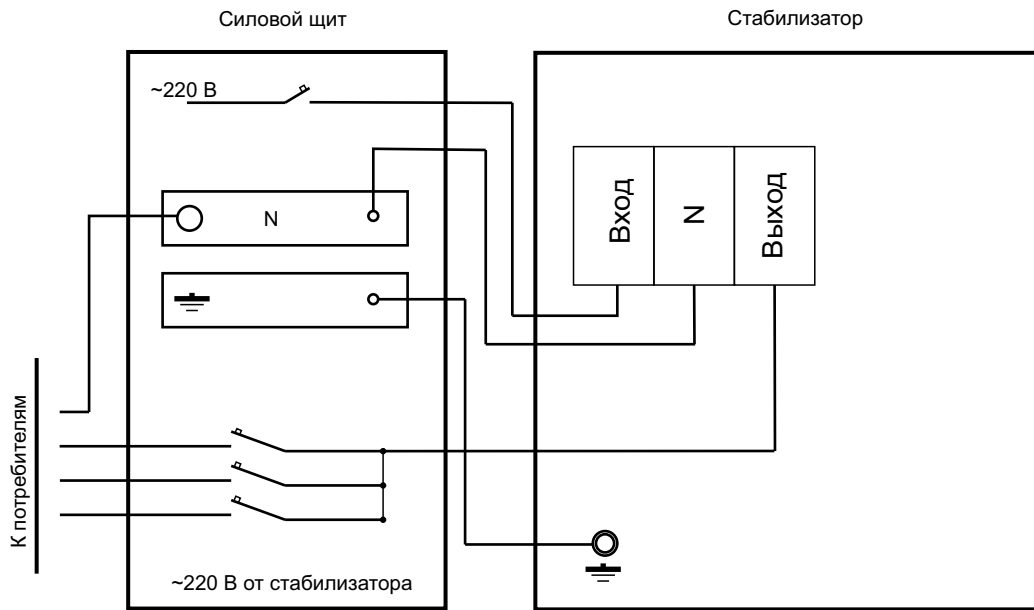 Силовой щит
Стабилизатор
~220 В
N
Вход
N
Выход
К потребителям
~220 В от стабилизатора